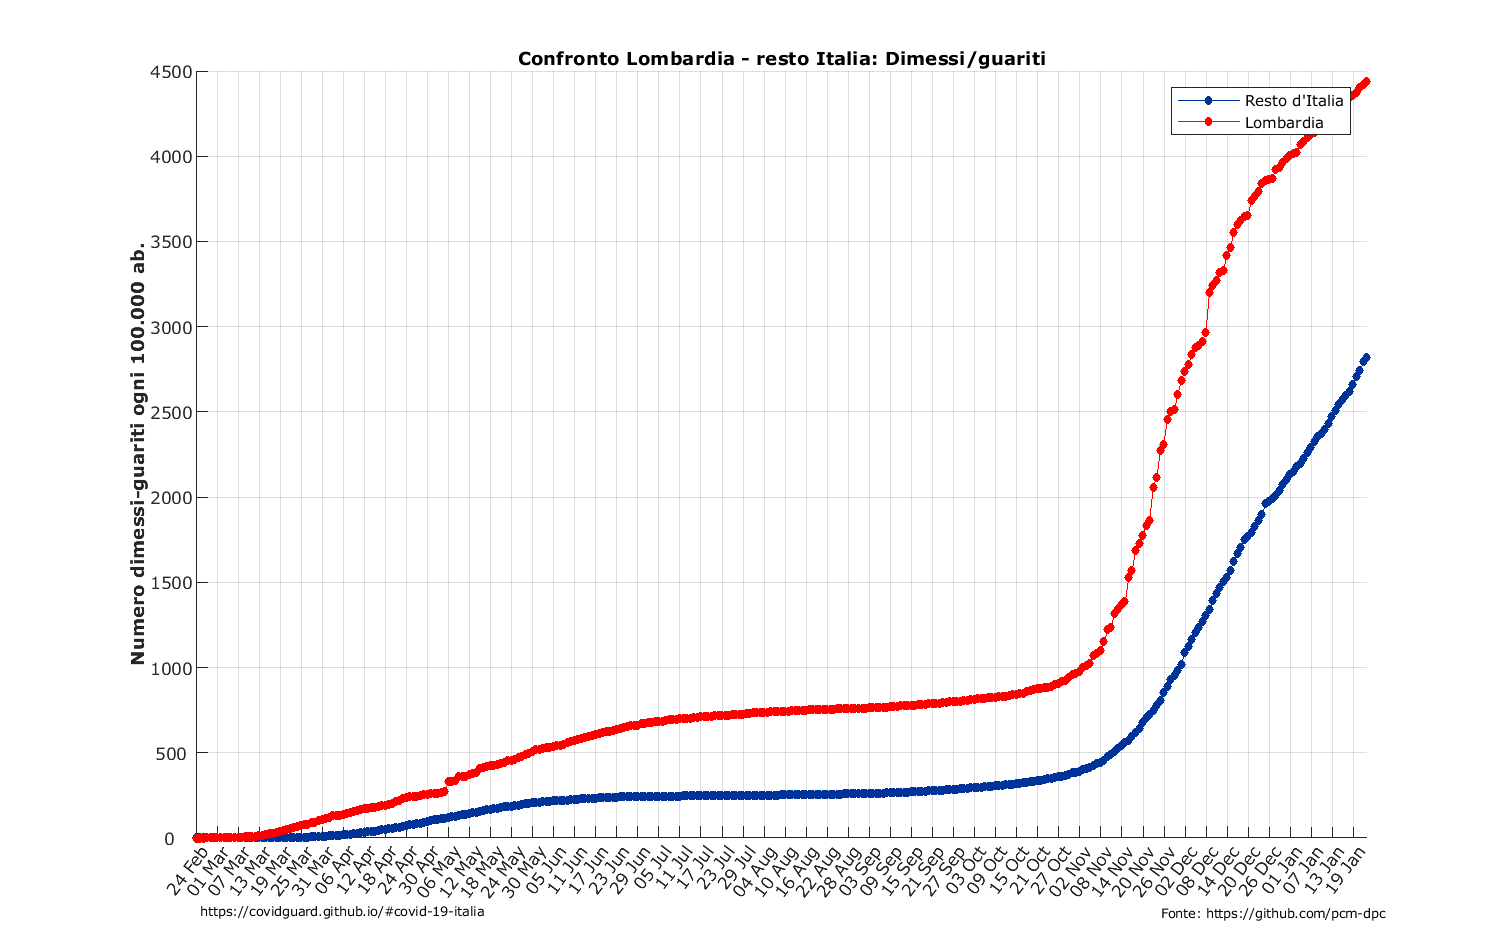 Confronto Lombardia - resto Italia: Dimessi/guariti
Numero dimessi-guariti ogni 100.000 ab.
4500
4000
3500
3000
2500
2000
1500
1000
500
0
Resto d'Italia
Lombardia
24 Feb
01 Mar
07 Mar
13 Mar
19 Mar
25 Mar
31 Mar
06 Apr
12 Apr
18 Apr
24 Apr
30 Apr
06 May
12 May
18 May
24 May
30 May
05 Jun
11 Jun
17 Jun
23 Jun
29 Jun
05 Jul
11 Jul
17 Jul
23 Jul
29 Jul
04 Aug
10 Aug
16 Aug
22 Aug
28 Aug
03 Sep
09 Sep
15 Sep
21 Sep
27 Sep
03 Oct
09 Oct
15 Oct
21 Oct
27 Oct
02 Nov
08 Nov
14 Nov
20 Nov
26 Nov
02 Dec
08 Dec
14 Dec
20 Dec
26 Dec
01 Jan
07 Jan
13 Jan
19 Jan
https://covidguard.github.io/#covid-19-italia
Fonte: https://github.com/pcm-dpc